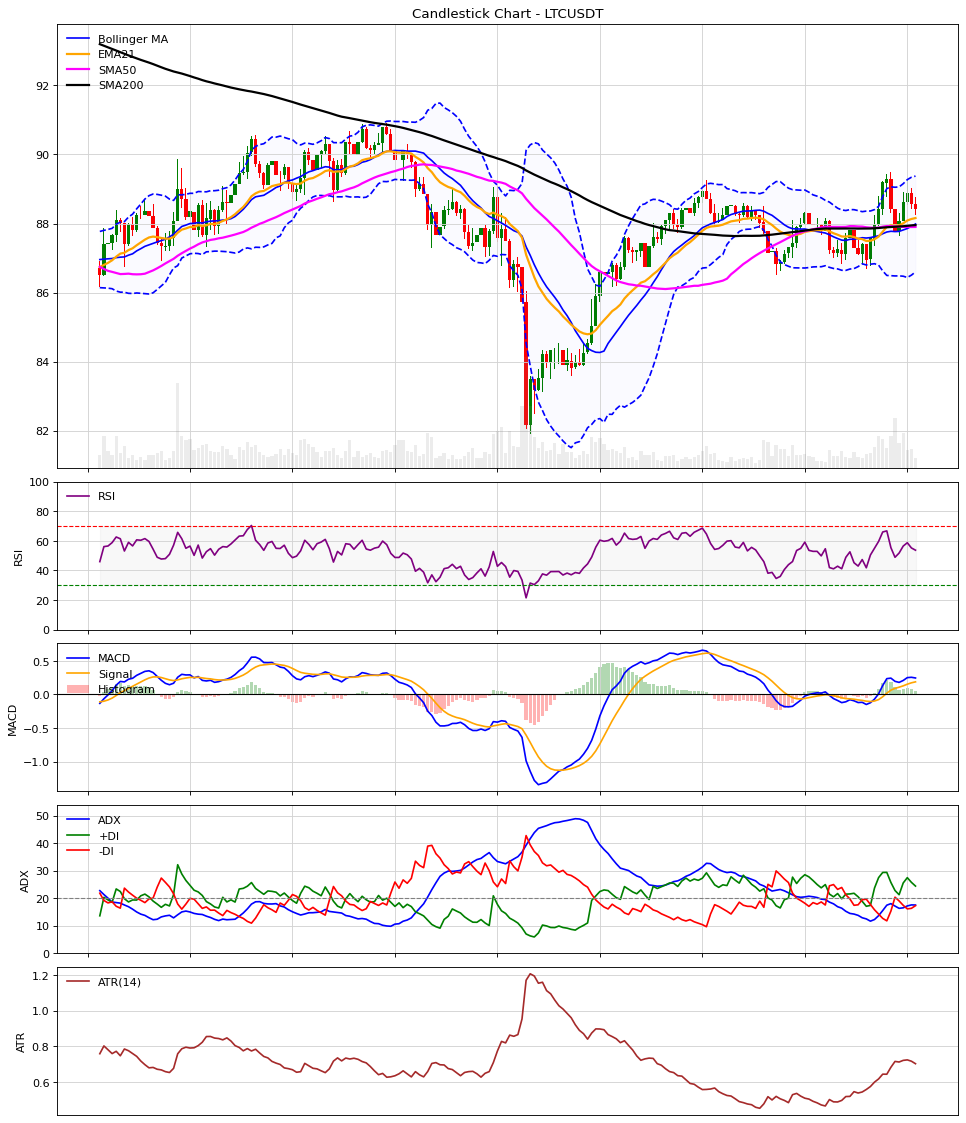 Candlestick Chart - LTCUSDT
Bollinger MA
EMA21
SMA50
SMA200
92
90
88
86
84
82
RSI
100
80
60
40
20
0
RSI
MACD
Signal
Histogram
0.5
0.0
−0.5
−1.0
MACD
ADX
+DI
-DI
50
40
30
20
10
0
ADX
ATR(14)
1.2
1.0
0.8
0.6
ATR